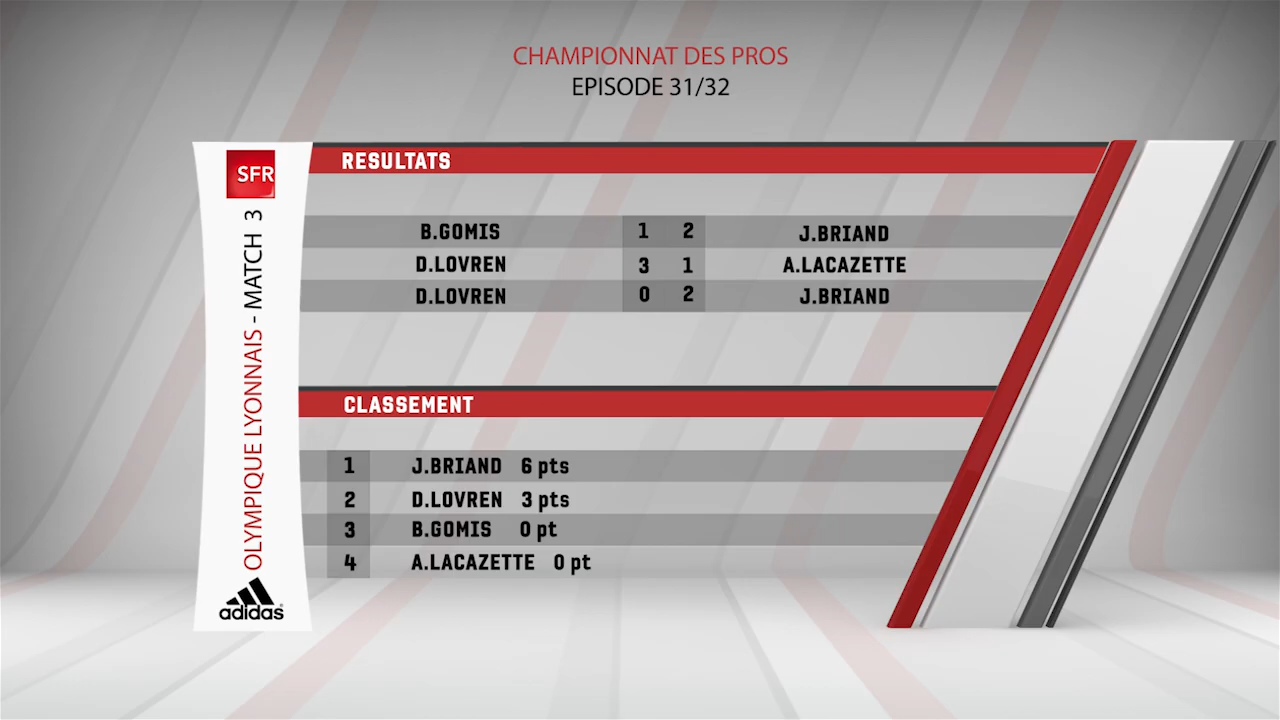 CHAMPIONNAT DES PROS
EPISODE 31/32
SFR
OLYMPIQUE LYONNAIS - MATCH 3
adidas
RESULTATS
B.GOMIS 1 2 J.BRIAND
D.LOVREN 3 1 A.LACAZETTE
D.LOVREN 0 2 J.BRIAND
CLASSEMENT
1 J.BRIAND 6 pts
2 D.LOVREN 3 pts
3 B.GOMIS 0 pt
4 A.LACAZETTE 0 pt